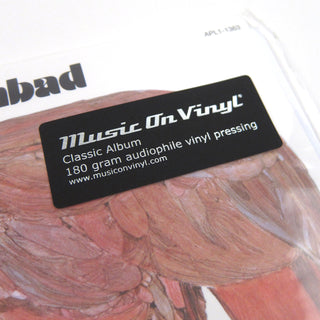 nbad
APL1-1383
Music On Vinyl®
Classic Album
180 gram audiophile vinyl pressing
www.musiconvinyl.com